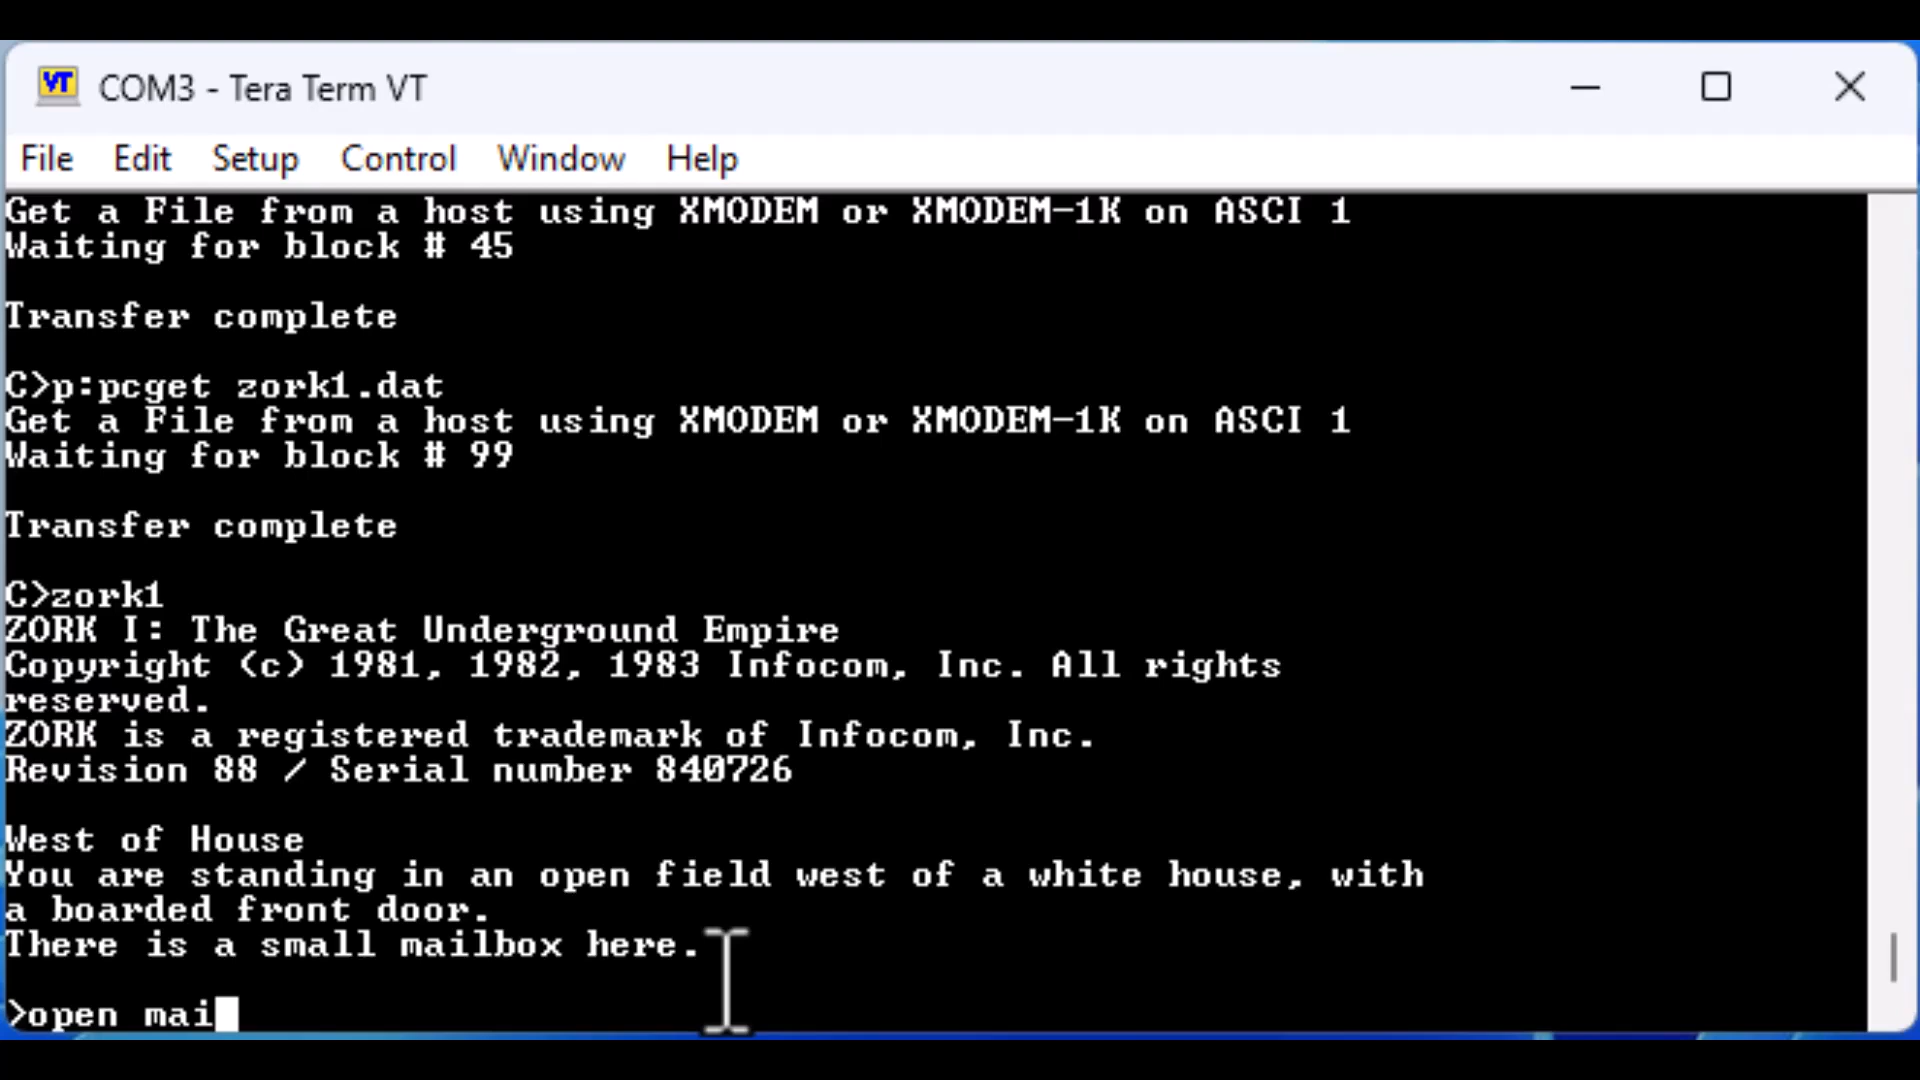 VT COM3 - Tera Term VT
File Edit Setup Control Window Help
Get a File from a host using XMODEM or XMODEM-1K on ASCI 1
Waiting for block # 45
Transfer complete
C>p:pcget zork1.dat
Get a File from a host using XMODEM or XMODEM-1K on ASCI 1
Waiting for block # 99
Transfer complete
C>zork1
ZORK I: The Great Underground Empire
Copyright (c) 1981, 1982, 1983 Infocom, Inc. All rights
reserved.
ZORK is a registered trademark of Infocom, Inc.
Revision 88 / Serial number 840726
West of House
You are standing in an open field west of a white house, with
a boarded front door.
There is a small mailbox here.
>open mai